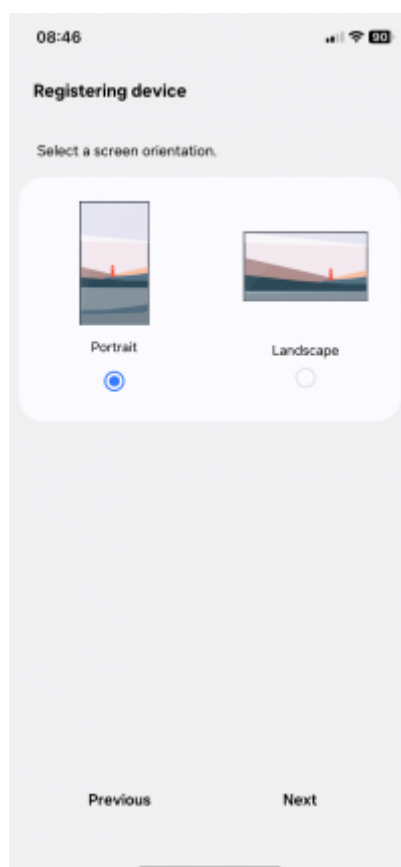 08:46
90
Registering device
Select a screen orientation.
Portrait
Landscape
Previous
Next